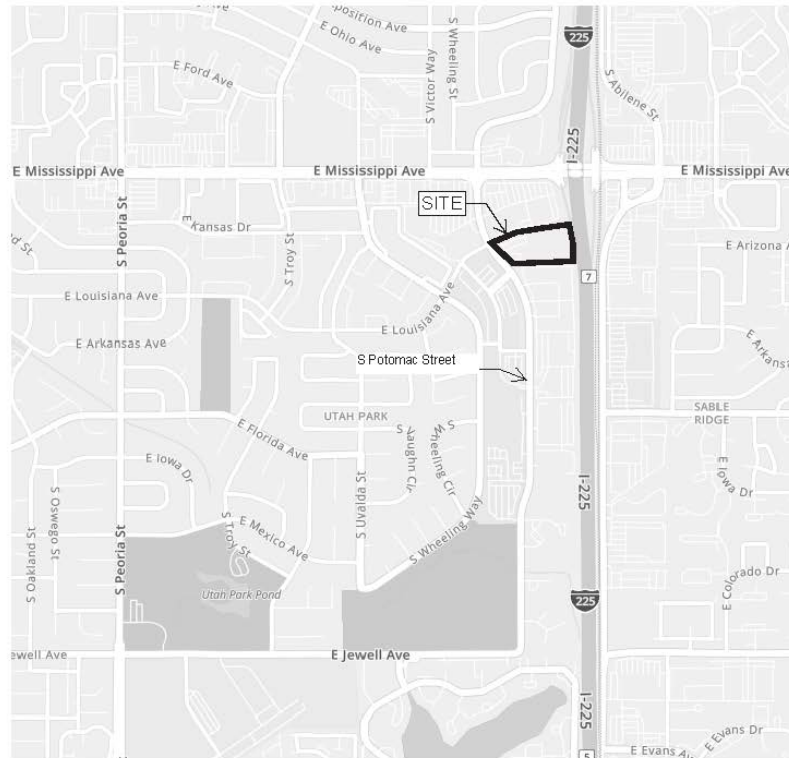 position Ave
E Ohio Ave
S Wheeling St
225
E Ford Ave
S Victor Way
S Abilene St
I-225
E Mississippi Ave
E Mississippi Ave
E Mississippi Ave
SITE
S Peoria St
E Kansas Dr
S Troy St
rd St
E Arizona A
7
E Louisiana Ave
E Louisiana Ave
E Arkansas Ave
E Arkanst
S Potomac Street
UTAH PARK
SABLE
RIDGE
E Florida Ave
S Vaughn Cir
S Wheeling Cir
E Iowa Dr
E Iowa Dr
I-225
S Oswego St
S Uvalda St
S Troy St
E Mexico Ave
S Wheeling Way
S Oakland St
S Peoria St
E Colorado Dr
Utah Park Pond
225
ewell Ave
E Jewell Ave
I-225
E Evans Dr
E Evans Av
5